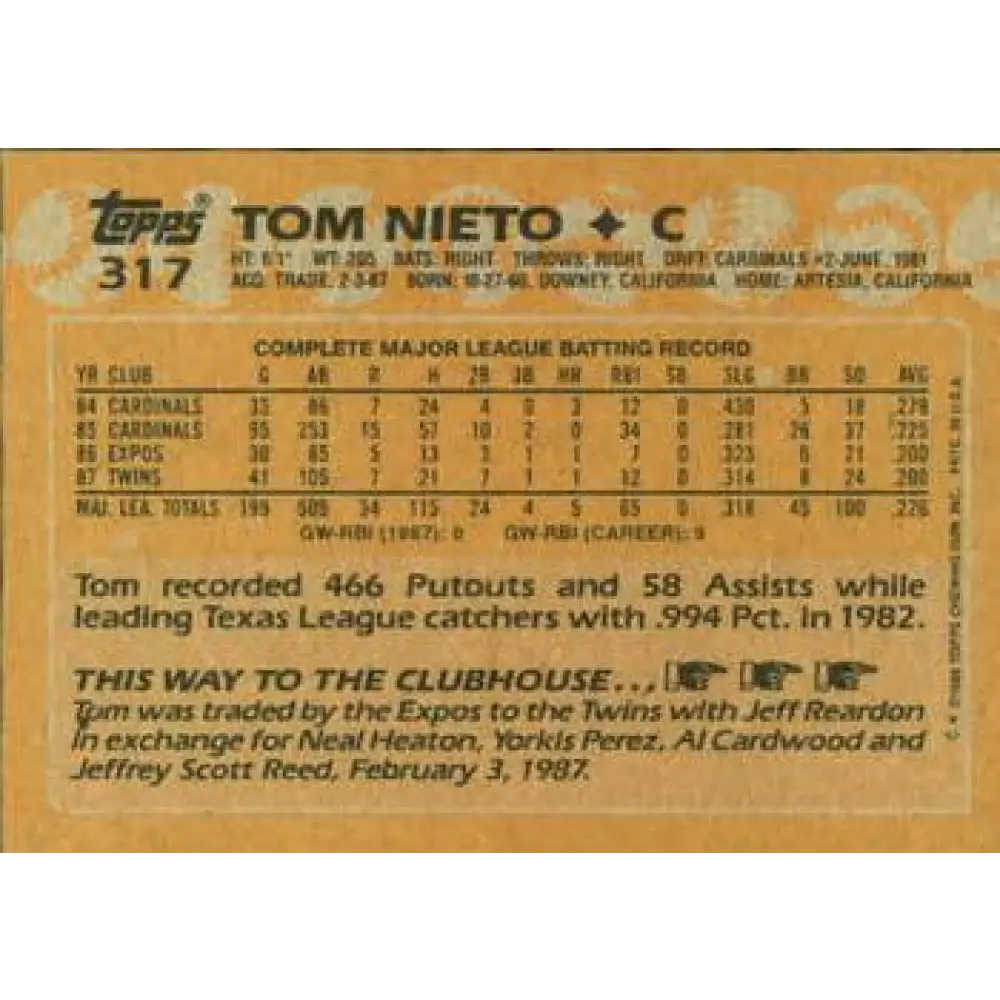 TOPPS® TOM NIETO ✦ C
317
HT: 6'1" WT: 205 BATS: RIGHT THROWS: RIGHT DRFT: CARDINALS #2-JUNE, 1981
ACQ: TRADE, 2-3-87 BORN: 10-27-60, DOWNEY, CALIFORNIA HOME: ARTESIA, CALIFORNIA
COMPLETE MAJOR LEAGUE BATTING RECORD
YR CLUB G AB R H 2B 3B HR RBI SB SLG BB SO AVG
84 CARDINALS 33 86 7 24 4 0 3 12 0 .430 5 18 .279
85 CARDINALS 95 253 15 57 10 2 0 34 0 .281 26 37 .225
86 EXPOS 30 65 5 13 3 1 1 7 0 .323 6 21 .200
87 TWINS 41 105 7 21 7 1 1 12 0 .314 8 24 .200
MAJ. LEA. TOTALS 199 509 34 115 24 4 5 65 0 .318 45 100 .226
GW-RBI (1987): 0 GW-RBI (CAREER): 9
Tom recorded 466 Putouts and 58 Assists while
leading Texas League catchers with .994 Pct. in 1982.
THIS WAY TO THE CLUBHOUSE...
Tom was traded by the Expos to the Twins with Jeff Reardon
in exchange for Neal Heaton, Yorkis Perez, Al Cardwood and
Jeffrey Scott Reed, February 3, 1987.